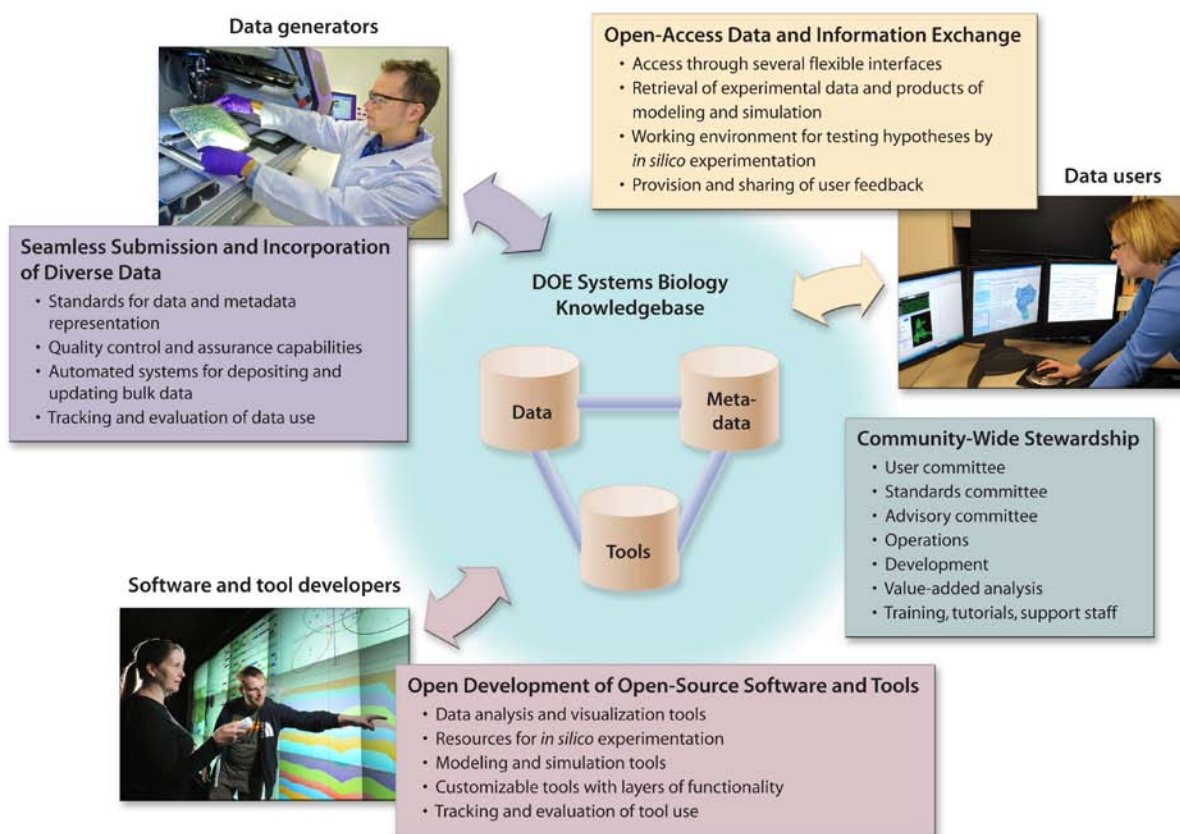 Data generators
Open-Access Data and Information Exchange
• Access through several flexible interfaces
• Retrieval of experimental data and products of
modeling and simulation
• Working environment for testing hypotheses by
in silico experimentation
• Provision and sharing of user feedback
Data users
Seamless Submission and Incorporation
of Diverse Data
• Standards for data and metadata
representation
• Quality control and assurance capabilities
• Automated systems for depositing and
updating bulk data
• Tracking and evaluation of data use
DOE Systems Biology
Knowledgebase
Data
Meta-
data
Tools
Community-Wide Stewardship
• User committee
• Standards committee
• Advisory committee
• Operations
• Development
• Value-added analysis
• Training, tutorials, support staff
Software and tool developers
Open Development of Open-Source Software and Tools
• Data analysis and visualization tools
• Resources for in silico experimentation
• Modeling and simulation tools
• Customizable tools with layers of functionality
• Tracking and evaluation of tool use